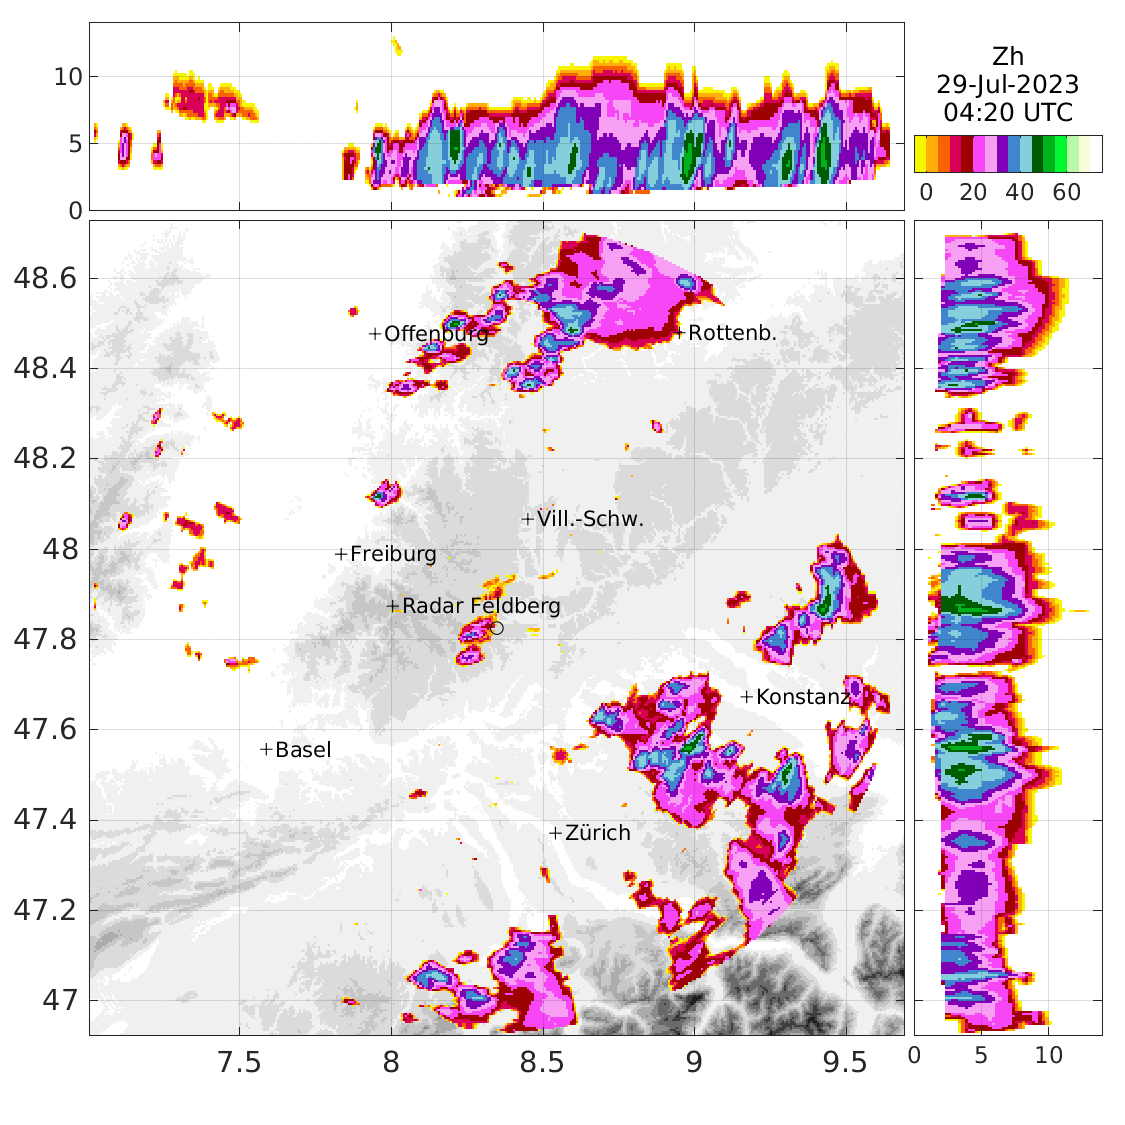 10
5
0
Zh
29-Jul-2023
04:20 UTC
0 20 40 60
48.6
48.4
48.2
48
47.8
47.6
47.4
47.2
47
+Offenburg
+Rottenb.
+Vill.-Schw.
+Freiburg
+Radar Feldberg
+Konstanz
+Basel
+Zürich
7.5 8 8.5 9 9.5
0 5 10